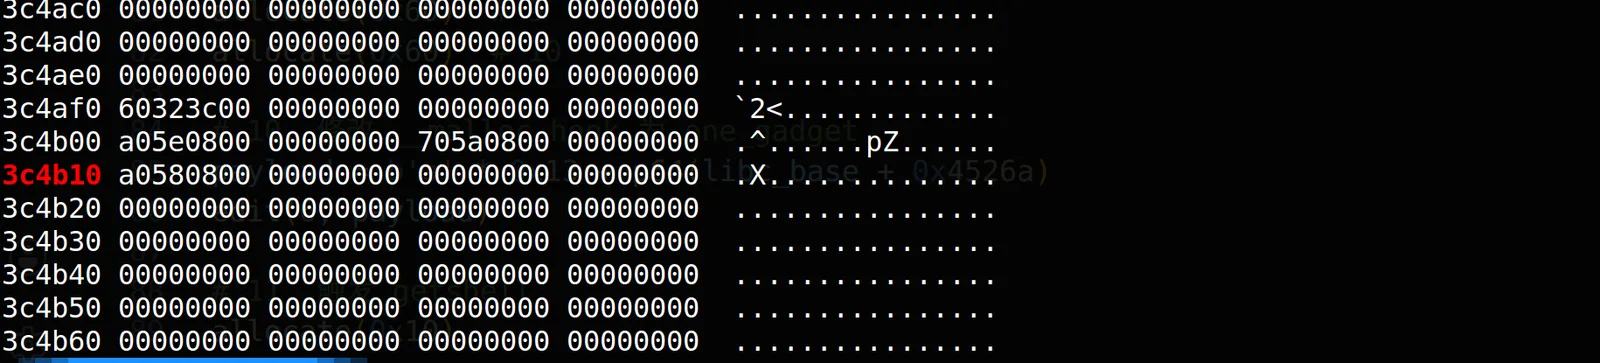 3c4ac0 00000000 00000000 00000000 00000000 ................
3c4ad0 00000000 00000000 00000000 00000000 ................
3c4ae0 00000000 00000000 00000000 00000000 ................
3c4af0 60323c00 00000000 00000000 00000000 `2<.............
3c4b00 a05e0800 00000000 705a0800 00000000 .^......pZ......
3c4b10 a0580800 00000000 00000000 00000000 .X..............
3c4b20 00000000 00000000 00000000 00000000 ................
3c4b30 00000000 00000000 00000000 00000000 ................
3c4b40 00000000 00000000 00000000 00000000 ................
3c4b50 00000000 00000000 00000000 00000000 ................
3c4b60 00000000 00000000 00000000 00000000 ................